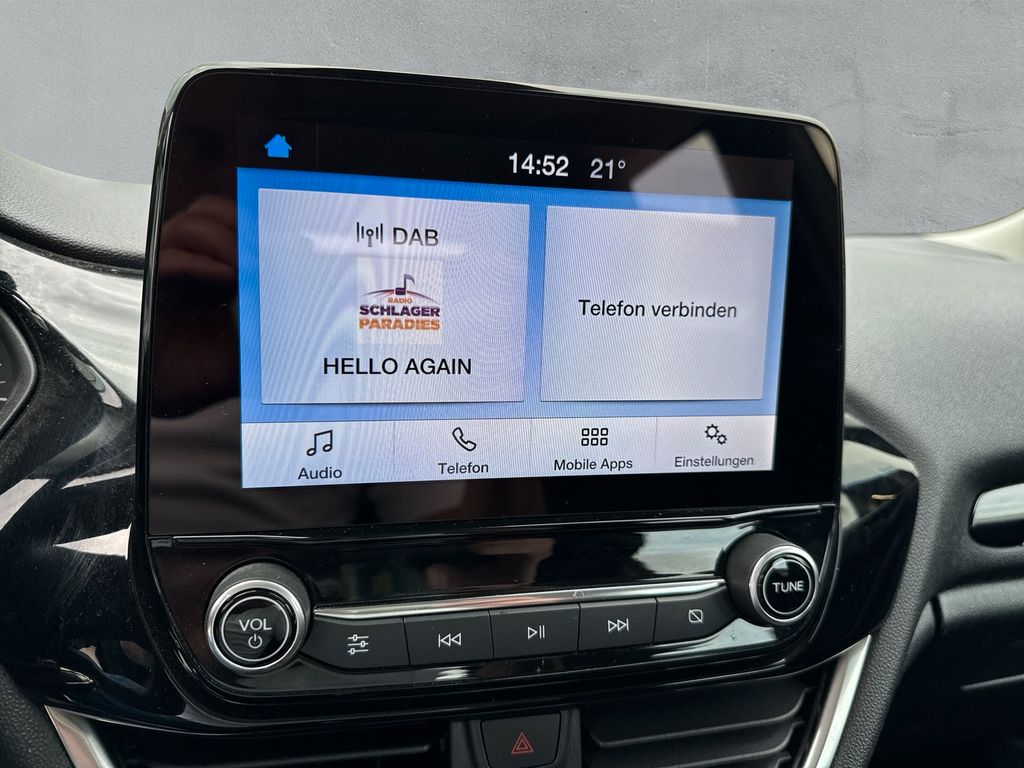 14:52 21°
DAB
RADIO
SCHLAGER
PARADIES
HELLO AGAIN
Telefon verbinden
Audio
Telefon
Mobile Apps
Einstellungen
VOL
TUNE